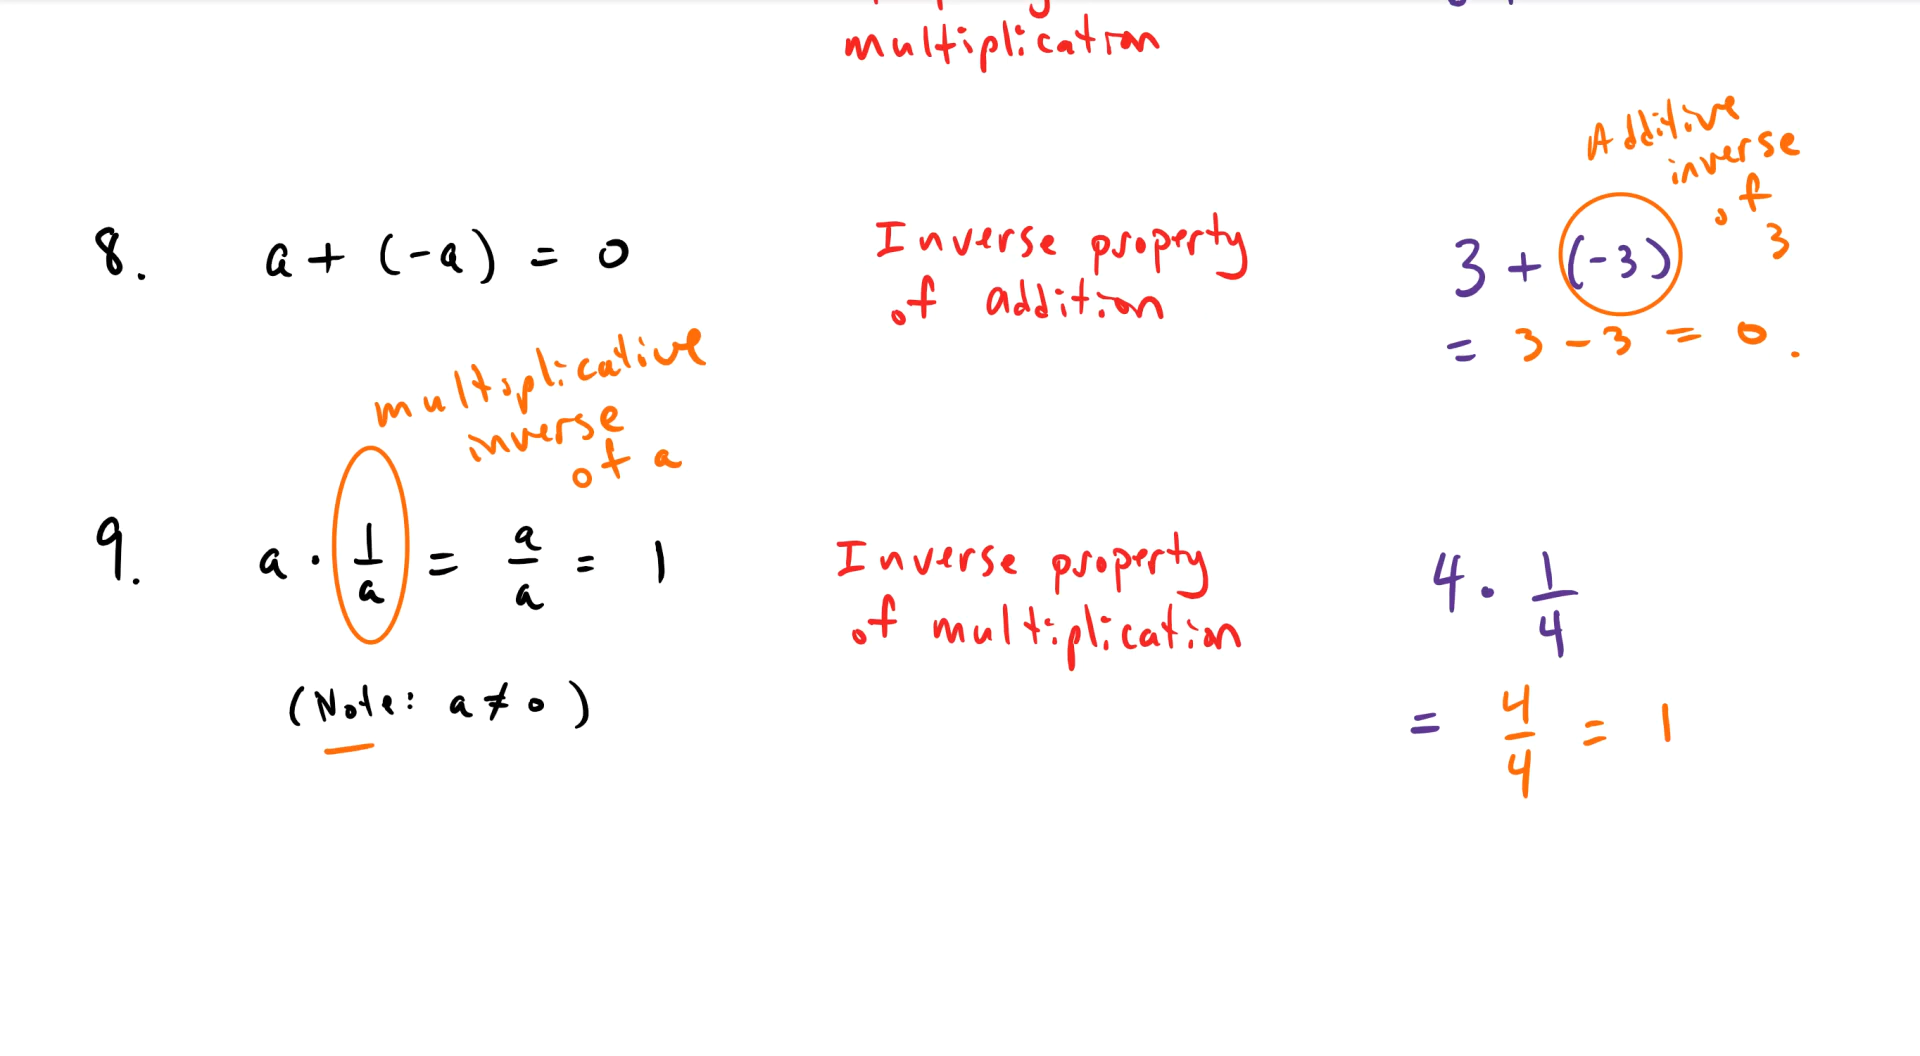 multiplication
8. a + (-a) = 0
Inverse property
of addition
Additive
inverse
of
3
3 + (-3)
= 3 - 3 = 0.
multiplicative
inverse
of a
9. a · 1/a = a/a = 1
(Note: a ≠ 0)
Inverse property
of multiplication
4 · 1/4
= 4/4 = 1